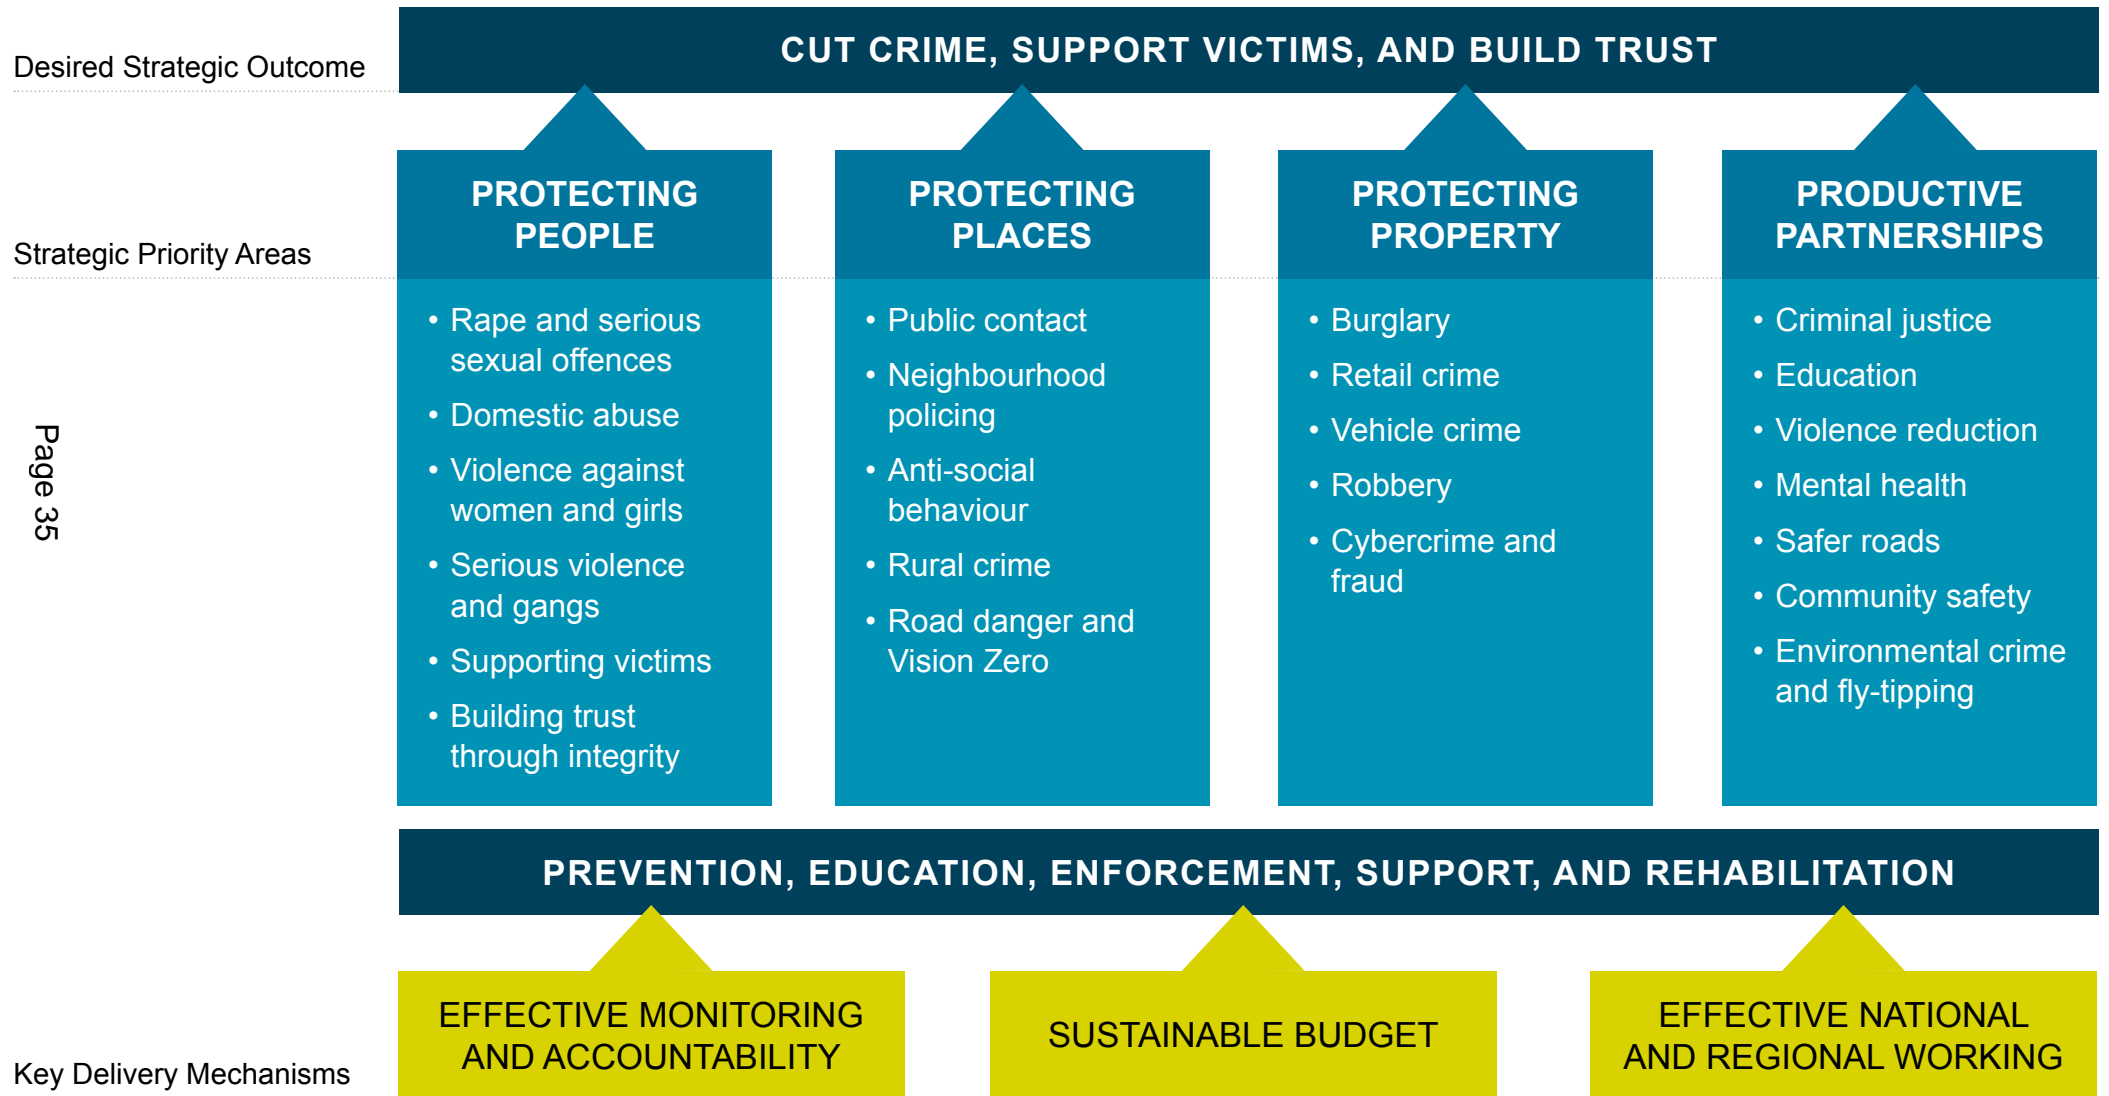 Desired Strategic Outcome
CUT CRIME, SUPPORT VICTIMS, AND BUILD TRUST
Strategic Priority Areas
PROTECTING
PEOPLE
• Rape and serious
sexual offences
• Domestic abuse
• Violence against
women and girls
• Serious violence
and gangs
• Supporting victims
• Building trust
through integrity
PROTECTING
PLACES
• Public contact
• Neighbourhood
policing
• Anti-social
behaviour
• Rural crime
• Road danger and
Vision Zero
PROTECTING
PROPERTY
• Burglary
• Retail crime
• Vehicle crime
• Robbery
• Cybercrime and
fraud
PRODUCTIVE
PARTNERSHIPS
• Criminal justice
• Education
• Violence reduction
• Mental health
• Safer roads
• Community safety
• Environmental crime
and fly-tipping
Page 35
PREVENTION, EDUCATION, ENFORCEMENT, SUPPORT, AND REHABILITATION
Key Delivery Mechanisms
EFFECTIVE MONITORING
AND ACCOUNTABILITY
SUSTAINABLE BUDGET
EFFECTIVE NATIONAL
AND REGIONAL WORKING